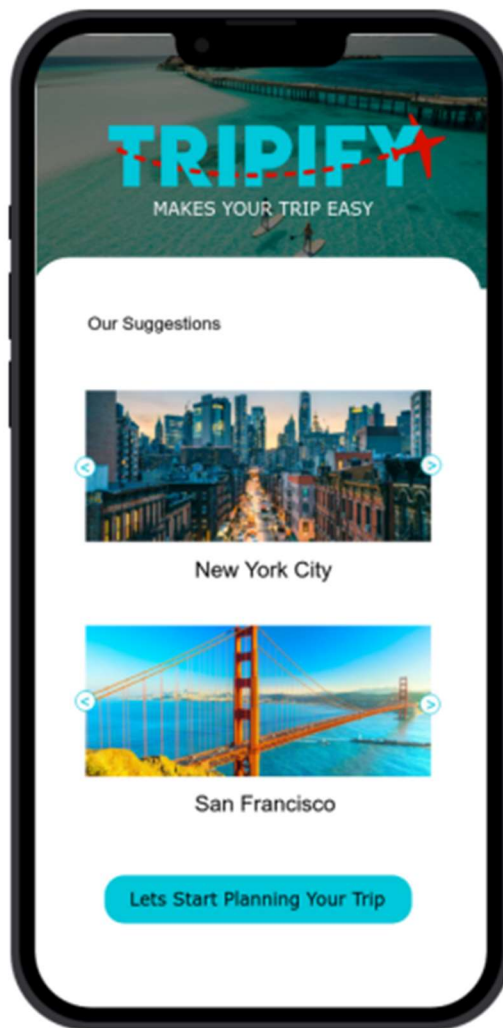 TRIPIFY
MAKES YOUR TRIP EASY
Our Suggestions
< >
New York City
< >
San Francisco
Lets Start Planning Your Trip